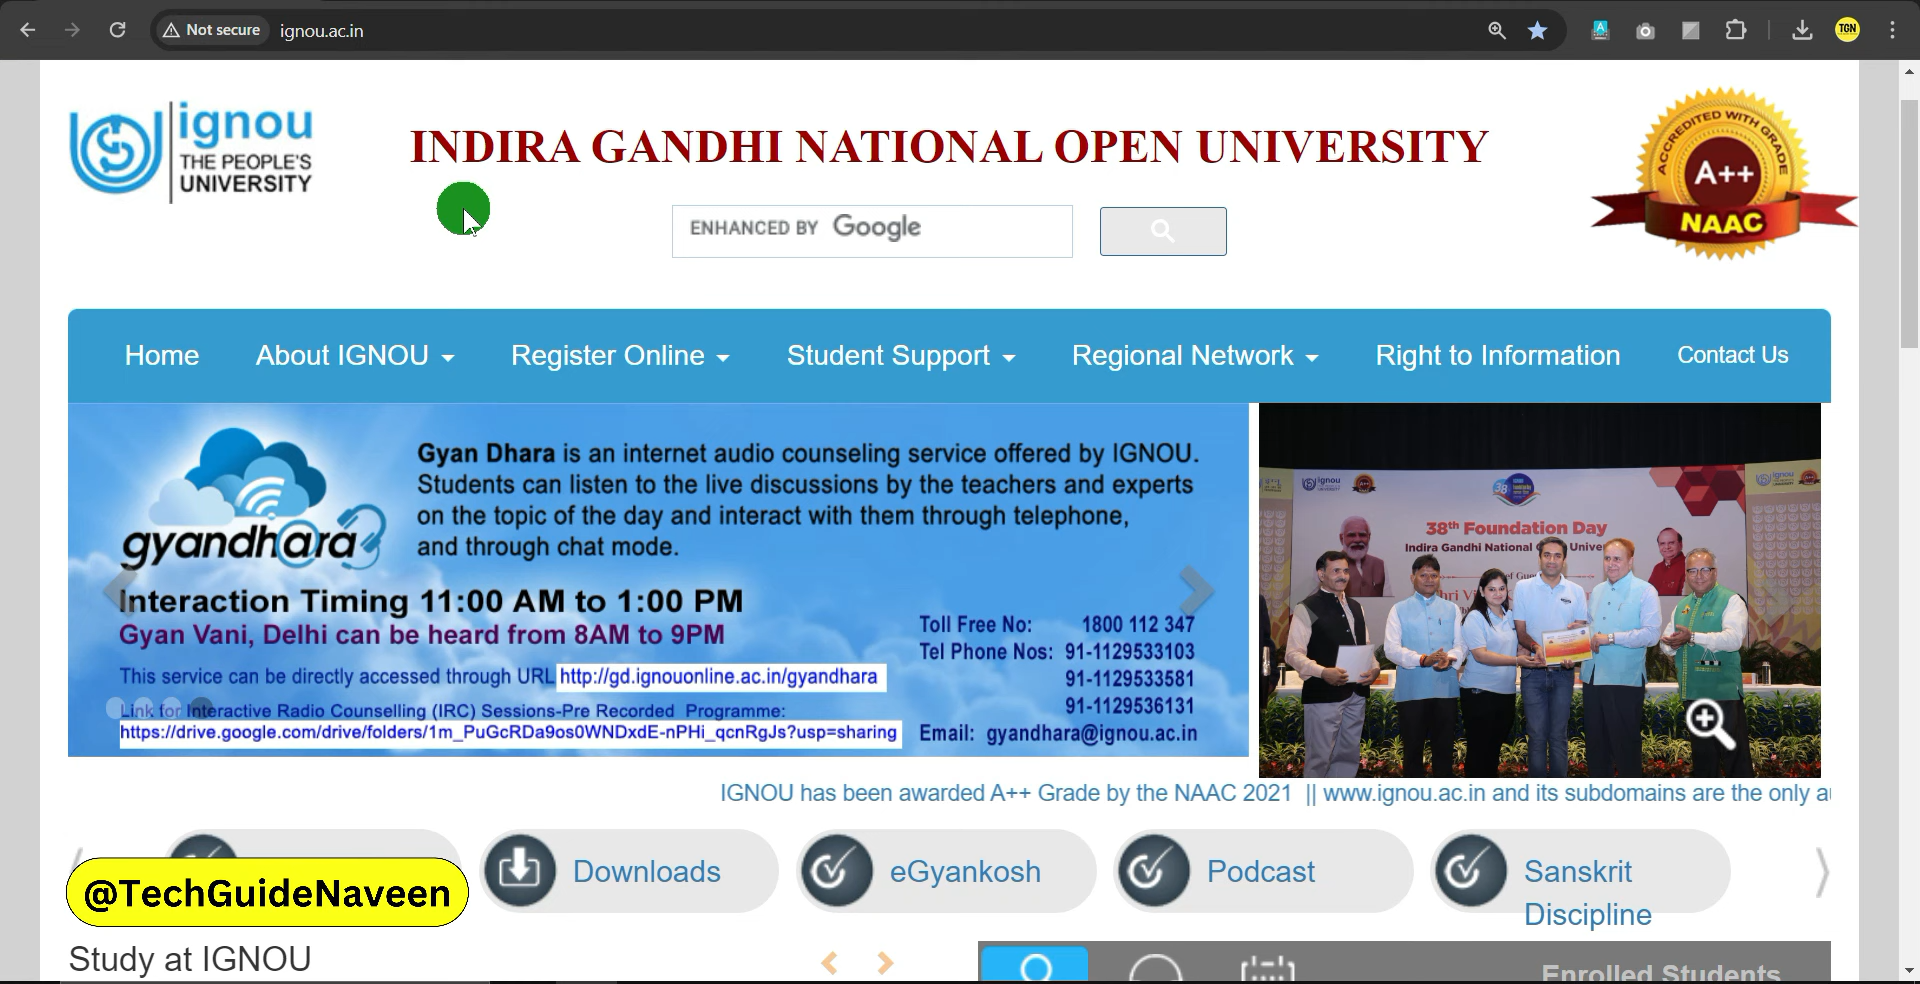 Not secure
ignou.ac.in
TGN
ignou
THE PEOPLE'S
UNIVERSITY
INDIRA GANDHI NATIONAL OPEN UNIVERSITY
ENHANCED BY Google
ACCREDITED WITH GRADE
A++
NAAC
Home
About IGNOU
Register Online
Student Support
Regional Network
Right to Information
Contact Us
gyandh@ra
Gyan Dhara is an internet audio counseling service offered by IGNOU.
Students can listen to the live discussions by the teachers and experts
on the topic of the day and interact with them through telephone,
and through chat mode.
Interaction Timing 11:00 AM to 1:00 PM
Gyan Vani, Delhi can be heard from 8AM to 9PM
This service can be directly accessed through URL http://gd.ignouonline.ac.in/gyandhara
Link for Interactive Radio Counselling (IRC) Sessions-Pre Recorded Programme:
https://drive.google.com/drive/folders/1m_PuGcRDa9os0WNDxdE-nPHi_qcnRgJs?usp=sharing
Toll Free No: 1800 112 347
Tel Phone Nos: 91-1129533103
91-1129533581
91-1129536131
Email: gyandhara@ignou.ac.in
ignou
38
38th Foundation Day
Indira Gandhi National
IGNOU has been awarded A++ Grade by the NAAC 2021 || www.ignou.ac.in and its subdomains are the only
@TechGuideNaveen
Downloads
eGyankosh
Podcast
Sanskrit
Discipline
Study at IGNOU
Enrolled Students